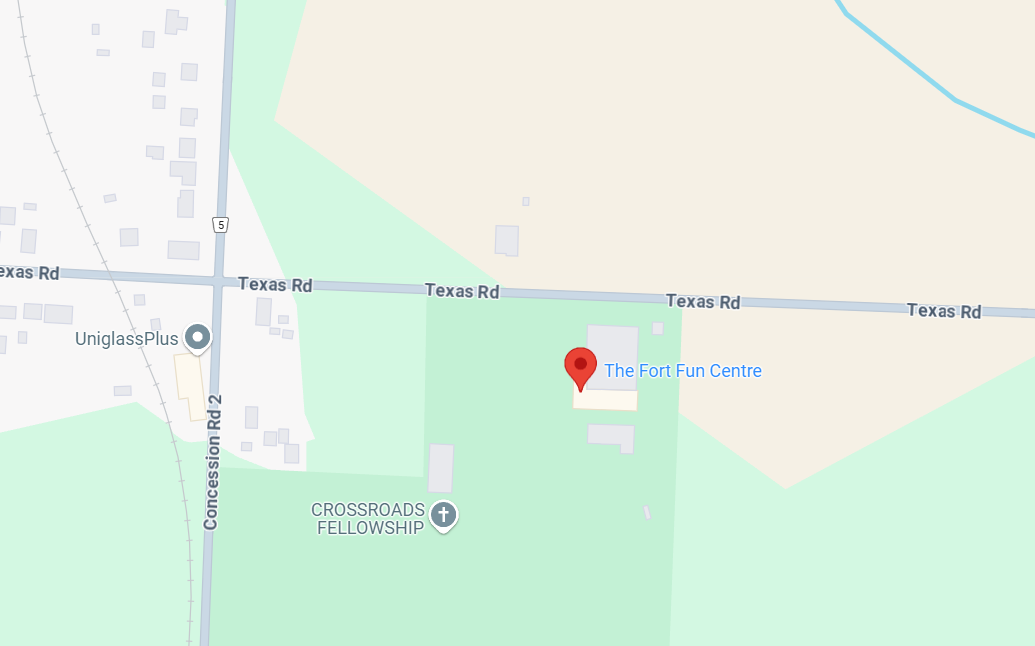 5
exas Rd
Texas Rd
Texas Rd
Texas Rd
Texas Rd
UniglassPlus
The Fort Fun Centre
Concession Rd 2
CROSSROADS
FELLOWSHIP